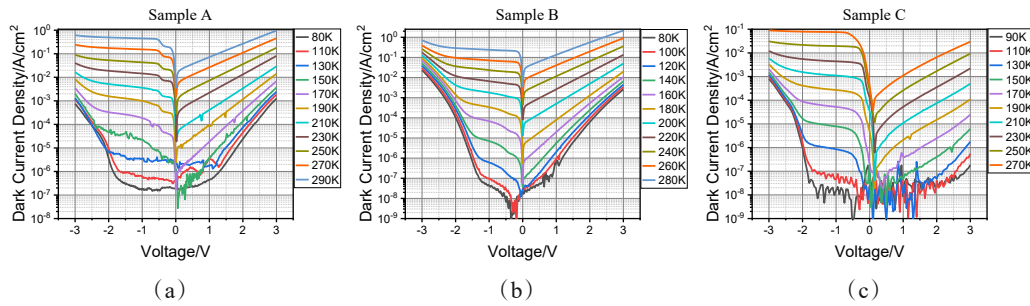 Sample A
Dark Current Density/A/cm²
10⁰
10⁻¹
10⁻²
10⁻³
10⁻⁴
10⁻⁵
10⁻⁶
10⁻⁷
10⁻⁸
-3 -2 -1 0 1 2 3
Voltage/V
80K
110K
130K
150K
170K
190K
210K
230K
250K
270K
290K
(a)
Sample B
Dark Current Density/A/cm²
10⁰
10⁻¹
10⁻²
10⁻³
10⁻⁴
10⁻⁵
10⁻⁶
10⁻⁷
10⁻⁸
10⁻⁹
-3 -2 -1 0 1 2 3
Voltage/V
80K
100K
120K
140K
160K
180K
200K
220K
240K
260K
280K
(b)
Sample C
Dark Current Density/A/cm²
10⁻¹
10⁻²
10⁻³
10⁻⁴
10⁻⁵
10⁻⁶
10⁻⁷
10⁻⁸
10⁻⁹
-3 -2 -1 0 1 2 3
Voltage/V
90K
110K
130K
150K
170K
190K
210K
230K
250K
270K
(c)